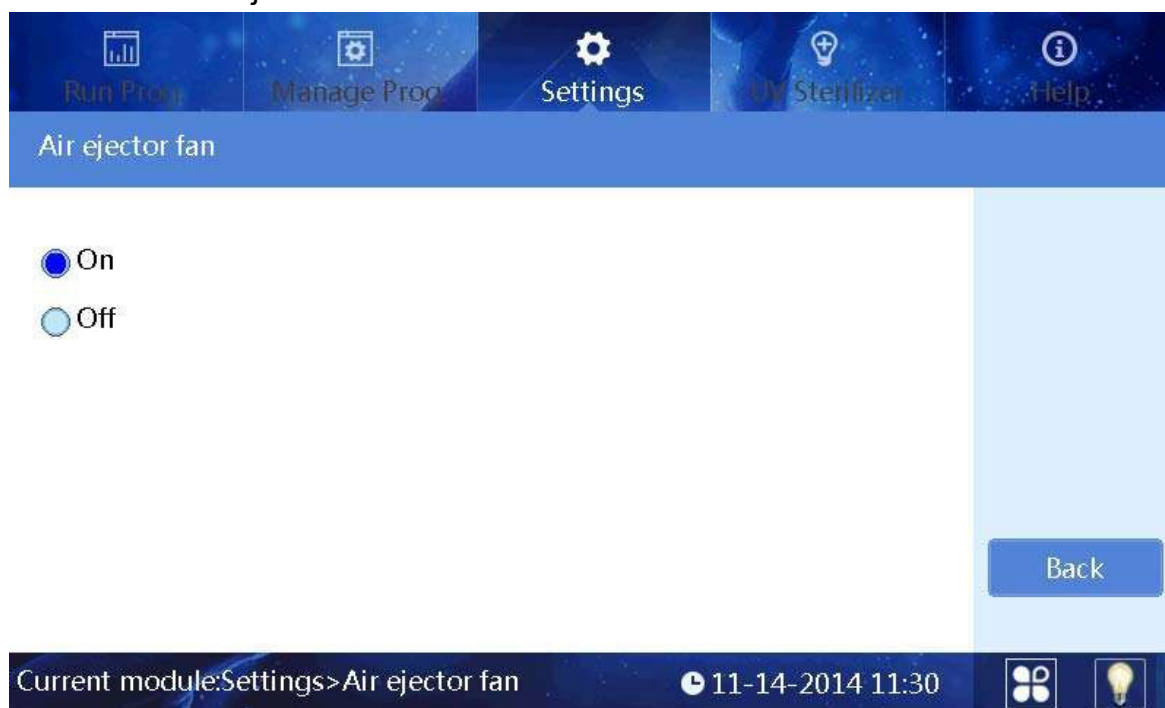 Run Prog.
Manage Prog.
Settings
UV Sterilizer
Help
Air ejector fan
On
Off
Back
Current module:Settings>Air ejector fan
11-14-2014 11:30